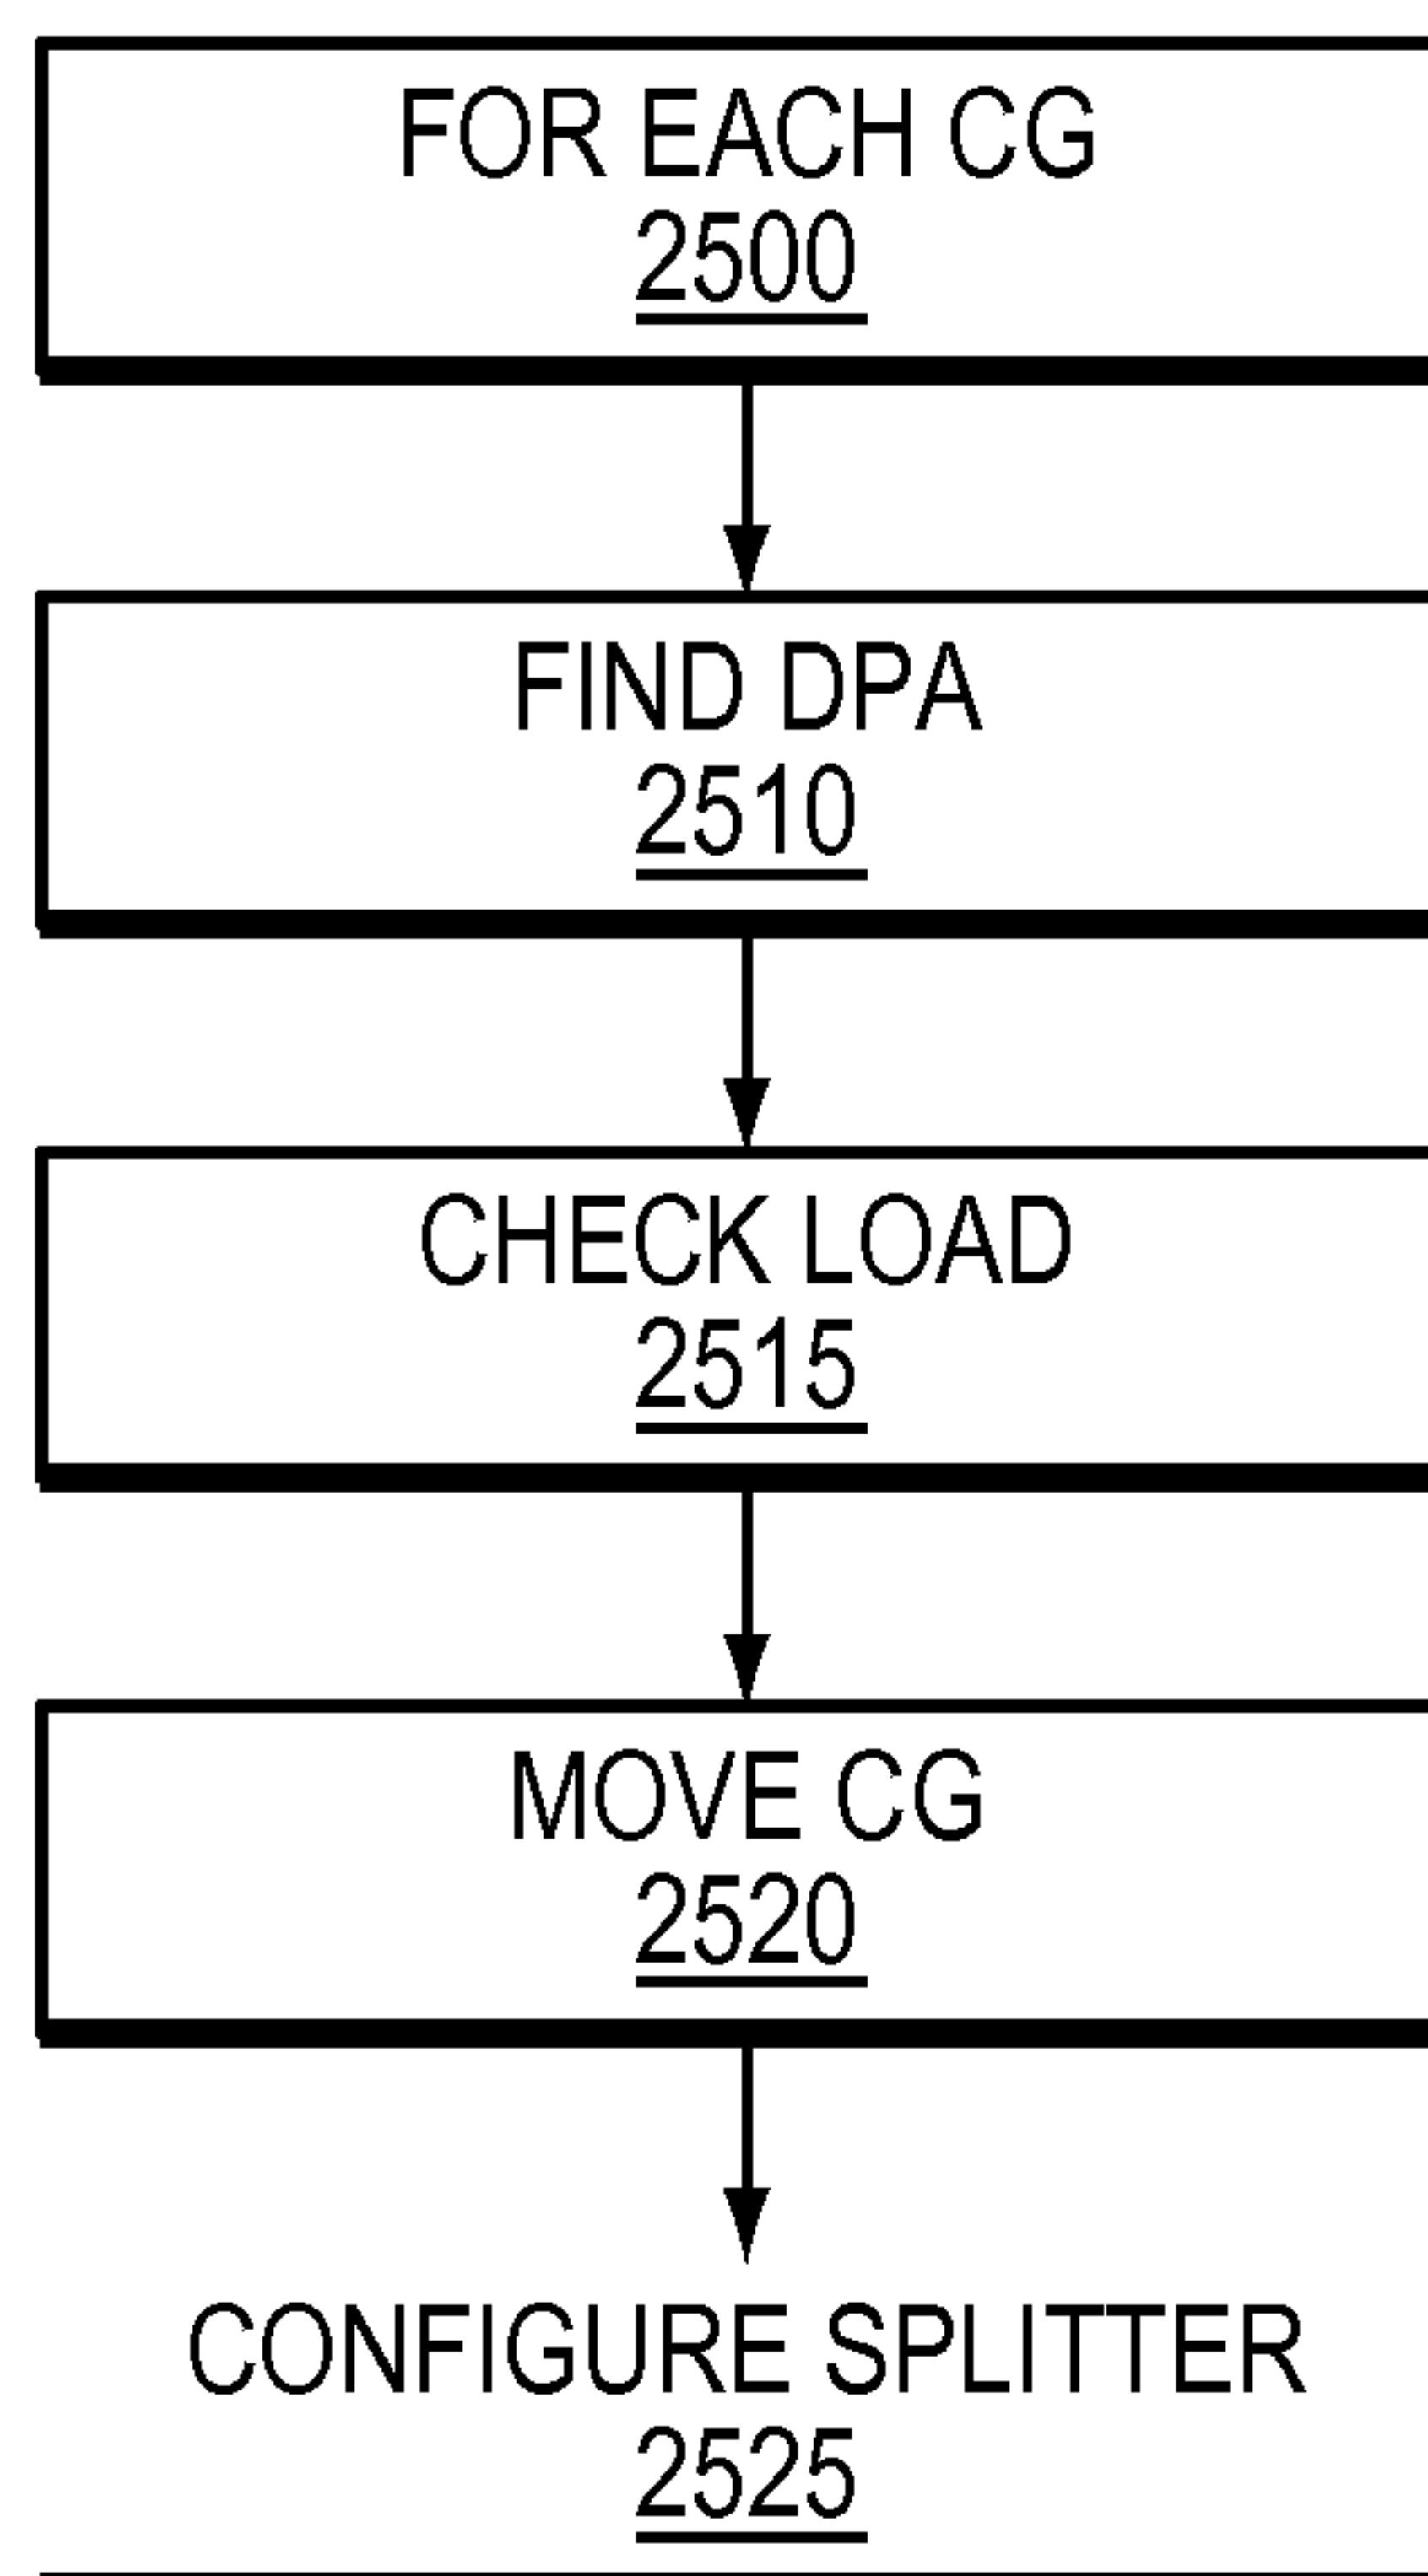 FOR EACH CG
2500
FIND DPA
2510
CHECK LOAD
2515
MOVE CG
2520
CONFIGURE SPLITTER
2525